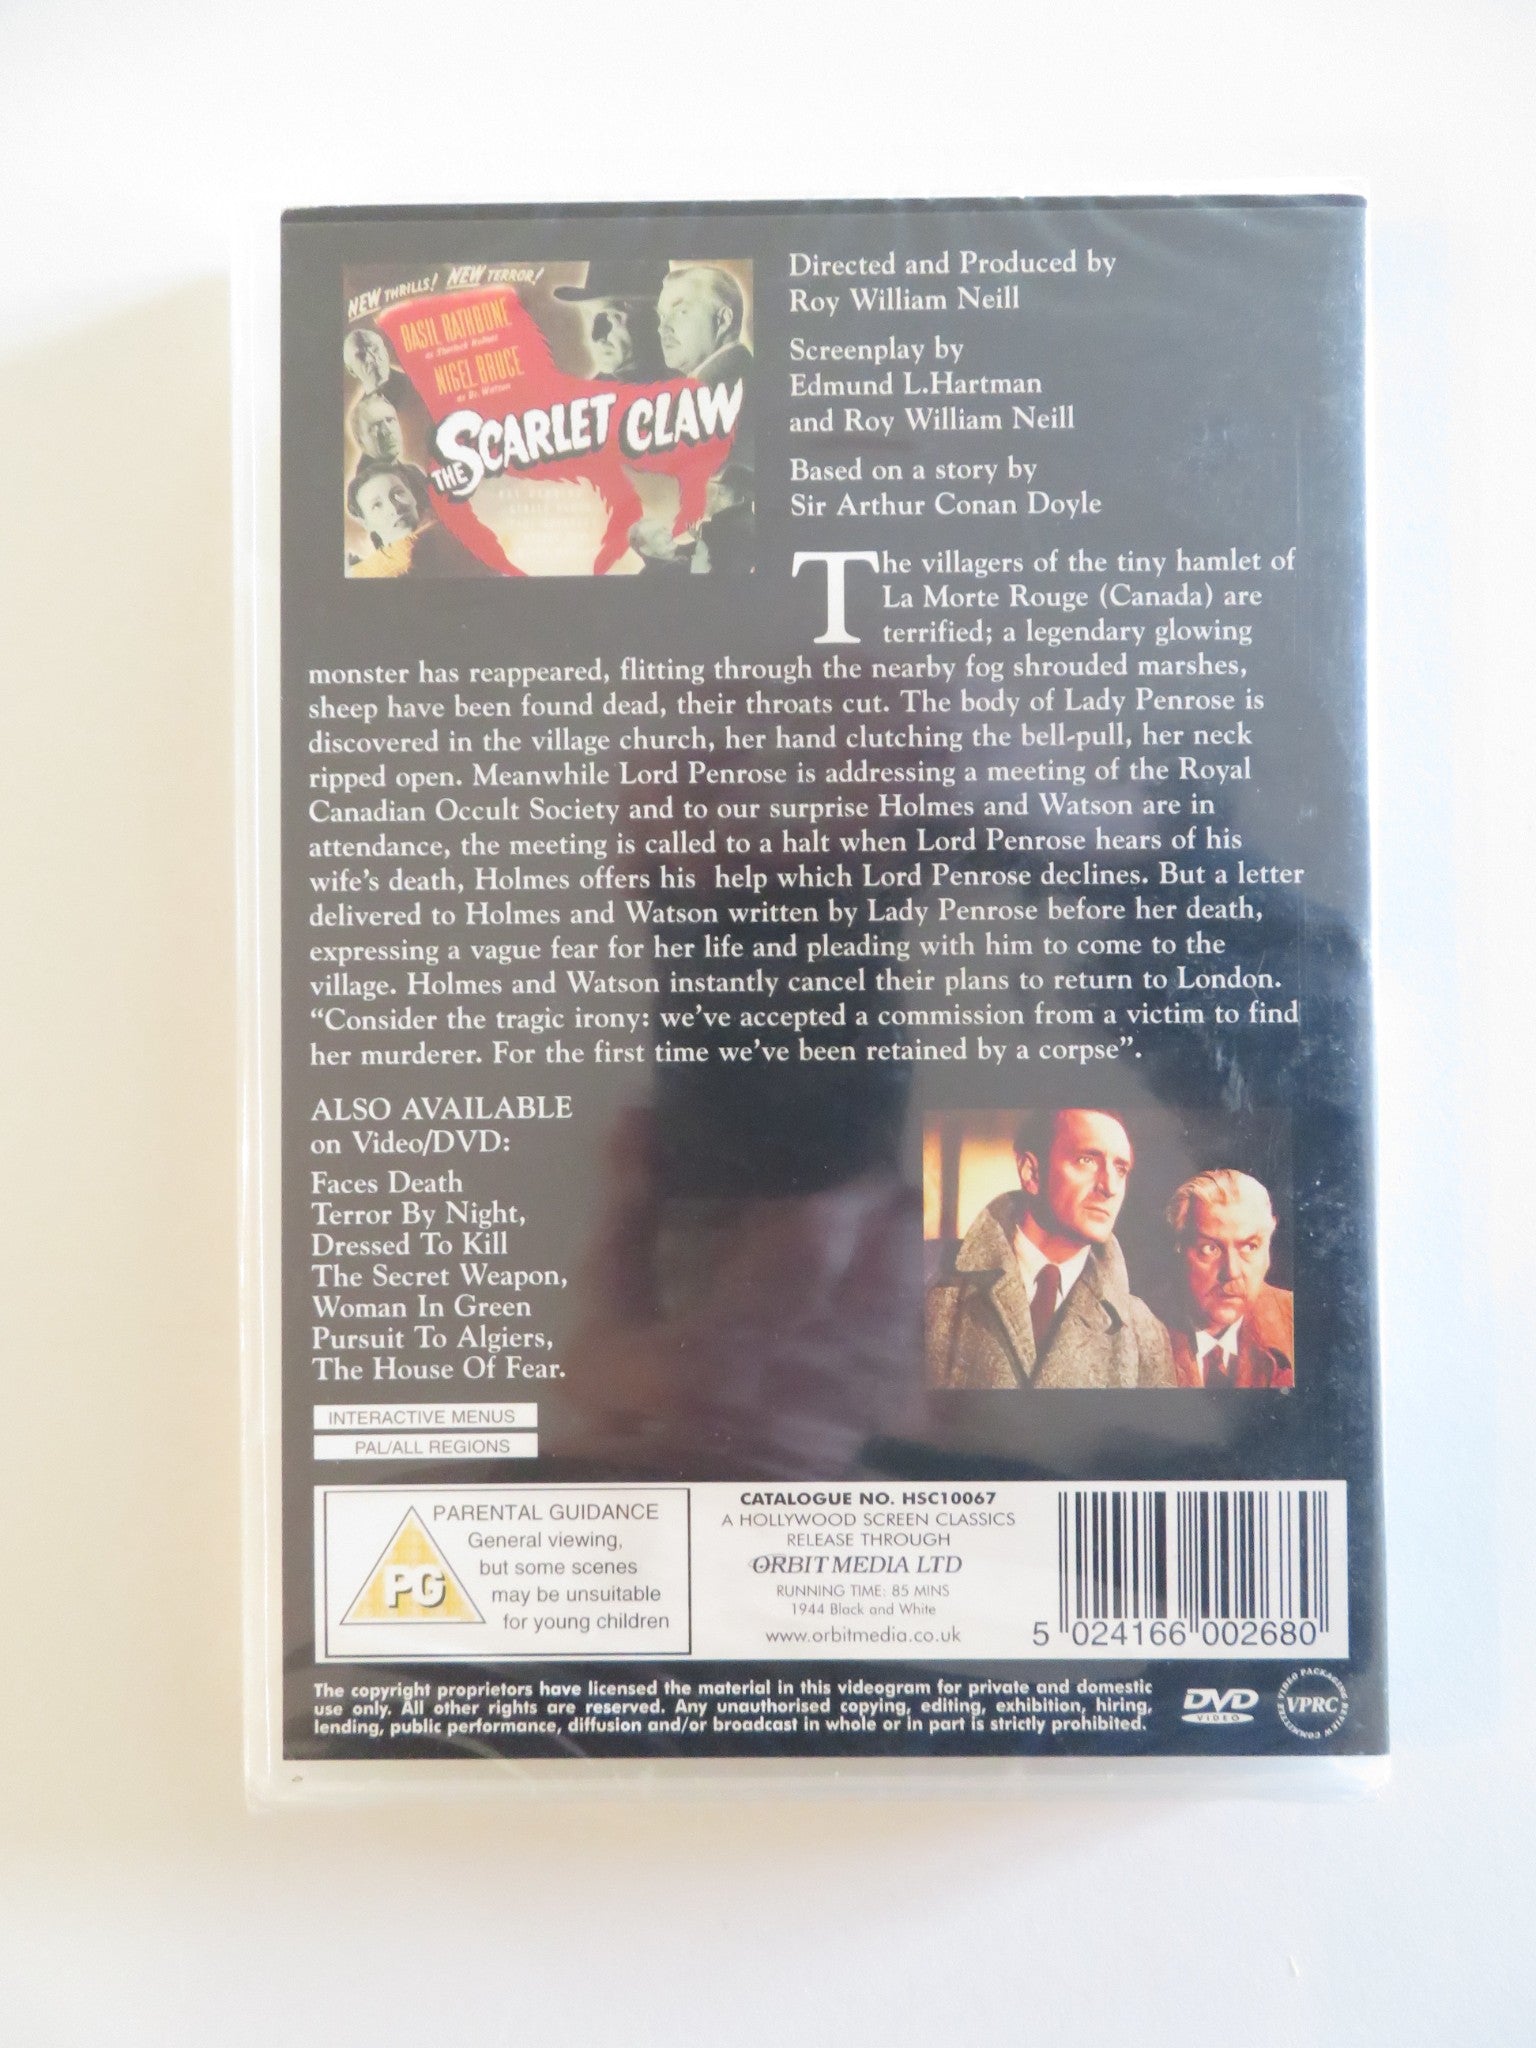 NEW THRILLS! NEW TERROR!
BASIL RATHBONE
as Sherlock Holmes
NIGEL BRUCE
as Dr. Watson
THE SCARLET CLAW
Directed and Produced by
Roy William Neill
Screenplay by
Edmund L.Hartman
and Roy William Neill
Based on a story by
Sir Arthur Conan Doyle
The villagers of the tiny hamlet of
La Morte Rouge (Canada) are
terrified; a legendary glowing
monster has reappeared, flitting through the nearby fog shrouded marshes,
sheep have been found dead, their throats cut. The body of Lady Penrose is
discovered in the village church, her hand clutching the bell-pull, her neck
ripped open. Meanwhile Lord Penrose is addressing a meeting of the Royal
Canadian Occult Society and to our surprise Holmes and Watson are in
attendance, the meeting is called to a halt when Lord Penrose hears of his
wife's death, Holmes offers his help which Lord Penrose declines. But a letter
delivered to Holmes and Watson written by Lady Penrose before her death,
expressing a vague fear for her life and pleading with him to come to the
village. Holmes and Watson instantly cancel their plans to return to London.
“Consider the tragic irony: we've accepted a commission from a victim to find
her murderer. For the first time we've been retained by a corpse”.
ALSO AVAILABLE
on Video/DVD:
Faces Death
Terror By Night,
Dressed To Kill
The Secret Weapon,
Woman In Green
Pursuit To Algiers,
The House Of Fear.
INTERACTIVE MENUS
PAL/ALL REGIONS
PG
PARENTAL GUIDANCE
General viewing,
but some scenes
may be unsuitable
for young children
CATALOGUE NO. HSC10067
A HOLLYWOOD SCREEN CLASSICS
RELEASE THROUGH
ORBIT MEDIA LTD
RUNNING TIME: 85 MINS
1944 Black and White
www.orbitmedia.co.uk
5 024166 002680
The copyright proprietors have licensed the material in this videogram for private and domestic
use only. All other rights are reserved. Any unauthorised copying, editing, exhibition, hiring,
lending, public performance, diffusion and/or broadcast in whole or in part is strictly prohibited.
DVD
VIDEO
VIDEO PACKAGING REVIEW COMMITTEE
VPRC